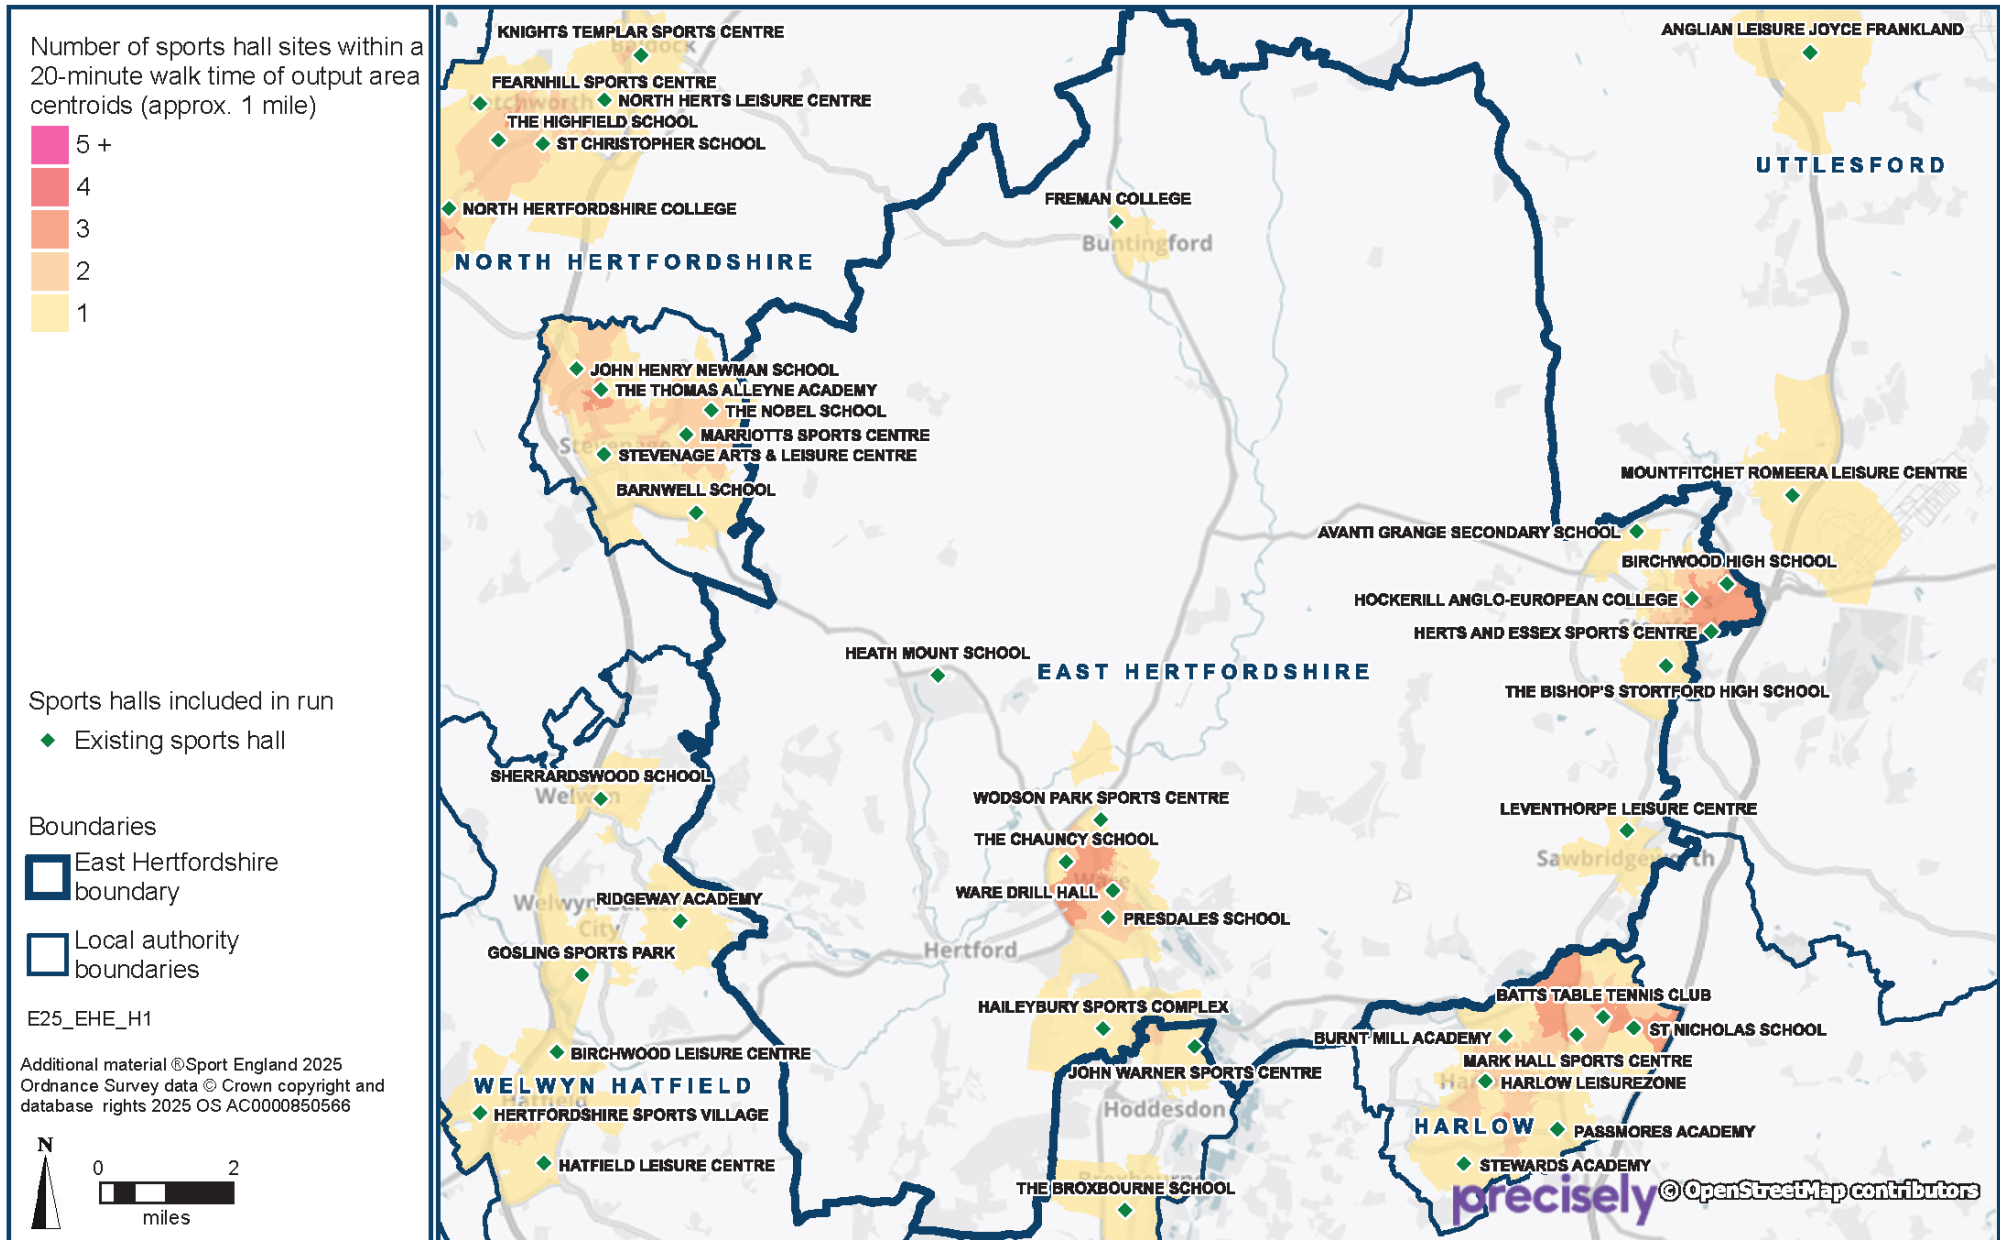 Number of sports hall sites within a
20-minute walk time of output area
centroids (approx. 1 mile)
5 +
4
3
2
1
Sports halls included in run
Existing sports hall
Boundaries
East Hertfordshire
boundary
Local authority
boundaries
E25_EHE_H1
Additional material ®Sport England 2025
Ordnance Survey data © Crown copyright and
database rights 2025 OS AC0000850566
N
0 2
miles
KNIGHTS TEMPLAR SPORTS CENTRE
Baldock
ANGLIAN LEISURE JOYCE FRANKLAND
FEARNHILL SPORTS CENTRE
Letchworth
NORTH HERTS LEISURE CENTRE
THE HIGHFIELD SCHOOL
ST CHRISTOPHER SCHOOL
UTTLESFORD
NORTH HERTFORDSHIRE COLLEGE
FREMAN COLLEGE
Buntingford
NORTH HERTFORDSHIRE
JOHN HENRY NEWMAN SCHOOL
THE THOMAS ALLEYNE ACADEMY
THE NOBEL SCHOOL
MARRIOTTS SPORTS CENTRE
Stevenage
STEVENAGE ARTS & LEISURE CENTRE
BARNWELL SCHOOL
MOUNTFITCHET ROMEERA LEISURE CENTRE
AVANTI GRANGE SECONDARY SCHOOL
BIRCHWOOD HIGH SCHOOL
HOCKERILL ANGLO-EUROPEAN COLLEGE
HERTS AND ESSEX SPORTS CENTRE
HEATH MOUNT SCHOOL
EAST HERTFORDSHIRE
THE BISHOP'S STORTFORD HIGH SCHOOL
SHERRARDSWOOD SCHOOL
Welwyn
WODSON PARK SPORTS CENTRE
LEVENTHORPE LEISURE CENTRE
THE CHAUNCY SCHOOL
Sawbridgeworth
Ware
WARE DRILL HALL
RIDGEWAY ACADEMY
Welwyn Garden
City
PRESDALES SCHOOL
GOSLING SPORTS PARK
Hertford
HAILEYBURY SPORTS COMPLEX
BATTS TABLE TENNIS CLUB
ST NICHOLAS SCHOOL
BURNT MILL ACADEMY
BIRCHWOOD LEISURE CENTRE
MARK HALL SPORTS CENTRE
JOHN WARNER SPORTS CENTRE
WELWYN HATFIELD
Hatfield
HARLOW LEISUREZONE
Hoddesdon
HERTFORDSHIRE SPORTS VILLAGE
HARLOW
PASSMORES ACADEMY
HATFIELD LEISURE CENTRE
STEWARDS ACADEMY
Broxbourne
THE BROXBOURNE SCHOOL
precisely © OpenStreetMap contributors